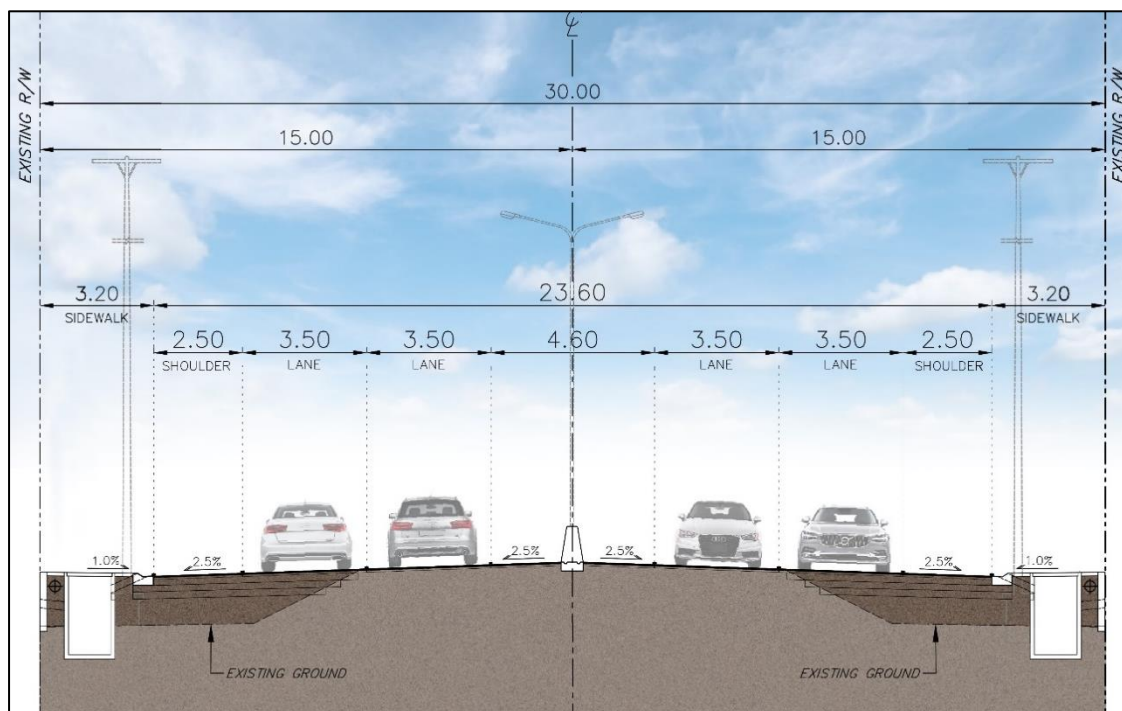 ℄
EXISTING R/W
EXISTING R/W
30.00
15.00
15.00
3.20
23.60
3.20
SIDEWALK
SIDEWALK
2.50
3.50
3.50
4.60
3.50
3.50
2.50
SHOULDER
LANE
LANE
LANE
LANE
SHOULDER
1.0%
2.5%
2.5%
2.5%
2.5%
1.0%
EXISTING GROUND
EXISTING GROUND